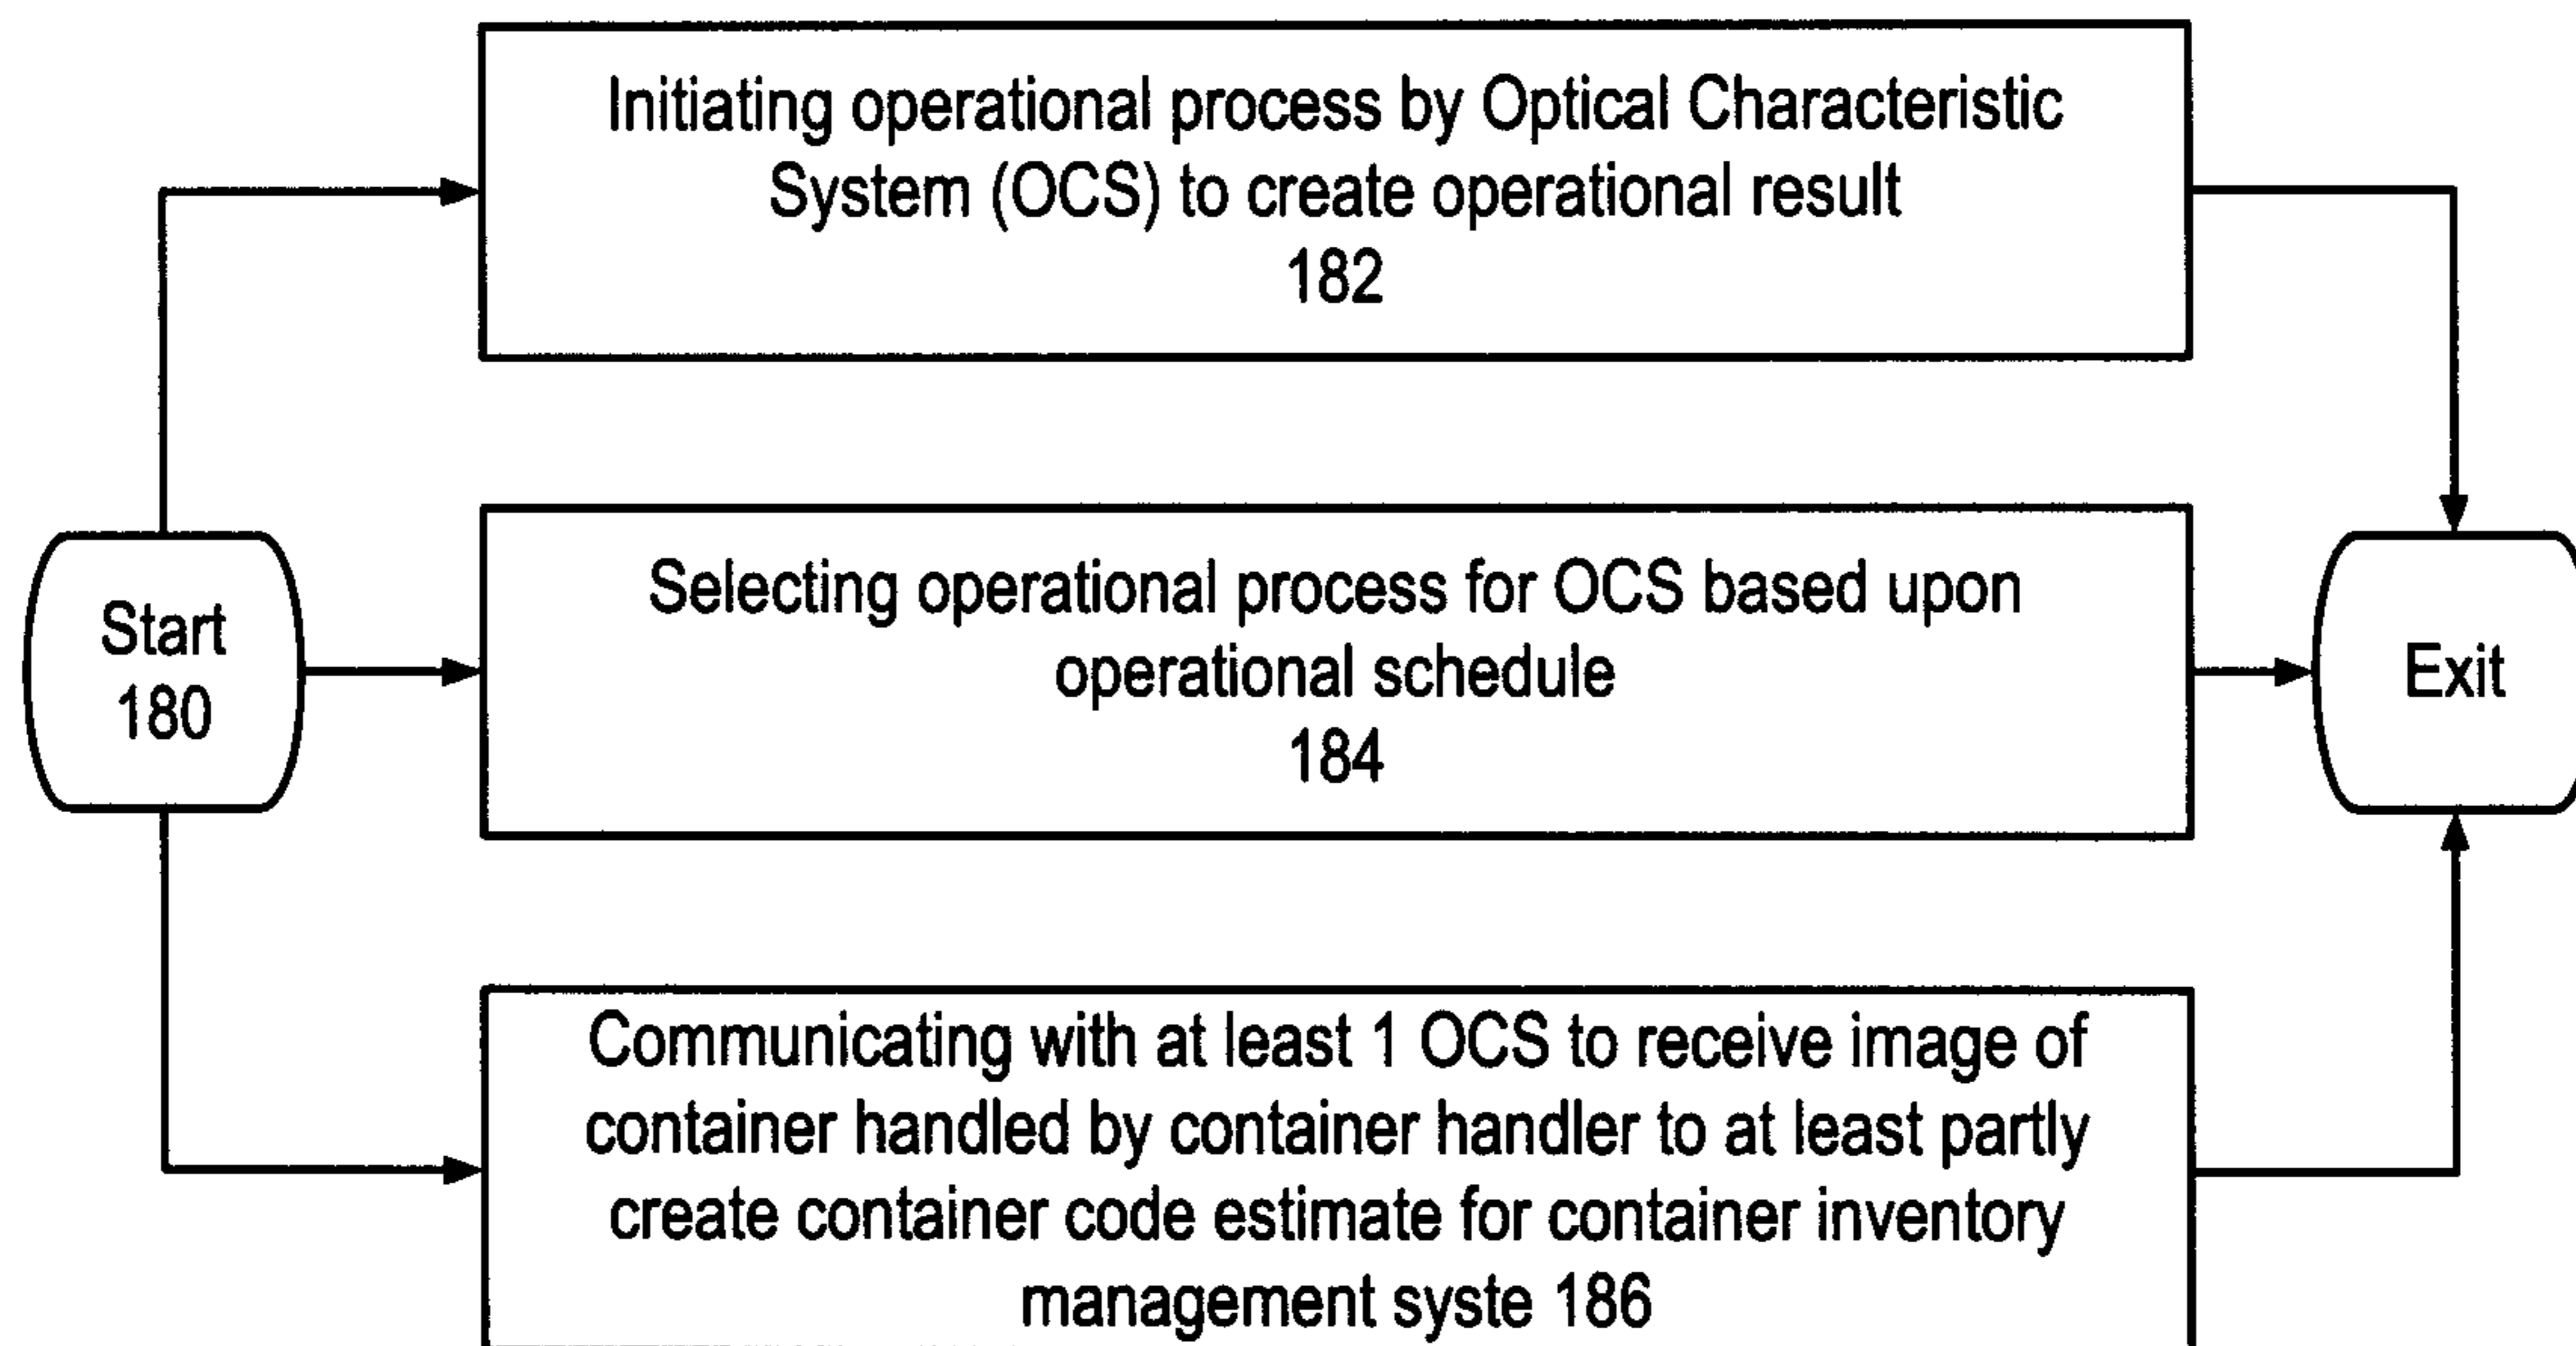 Initiating operational process by Optical Characteristic
System (OCS) to create operational result
182
Start
180
Selecting operational process for OCS based upon
operational schedule
184
Exit
Communicating with at least 1 OCS to receive image of
container handled by container handler to at least partly
create container code estimate for container inventory
management syste 186